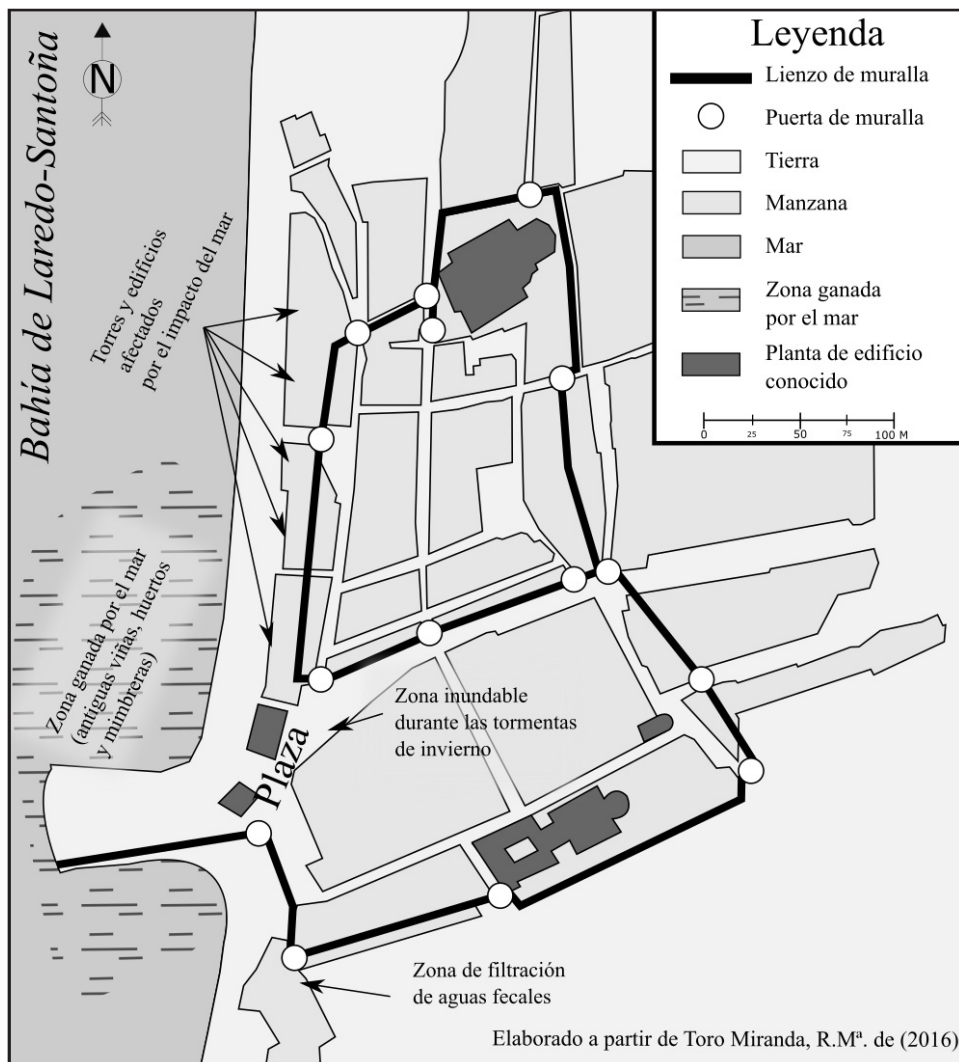 Leyenda
Lienzo de muralla
Puerta de muralla
Tierra
Manzana
Mar
Zona ganada
por el mar
Planta de edificio
conocido
0 25 50 75 100 M
N
Bahía de Laredo-Santoña
Torres y edificios
afectados
por el impacto del mar
Zona ganada por el mar
(antiguas viñas, huertos
y mimbreras)
Plaza
Zona inundable
durante las tormentas
de invierno
Zona de filtración
de aguas fecales
Elaborado a partir de Toro Miranda, R.Mª. de (2016)